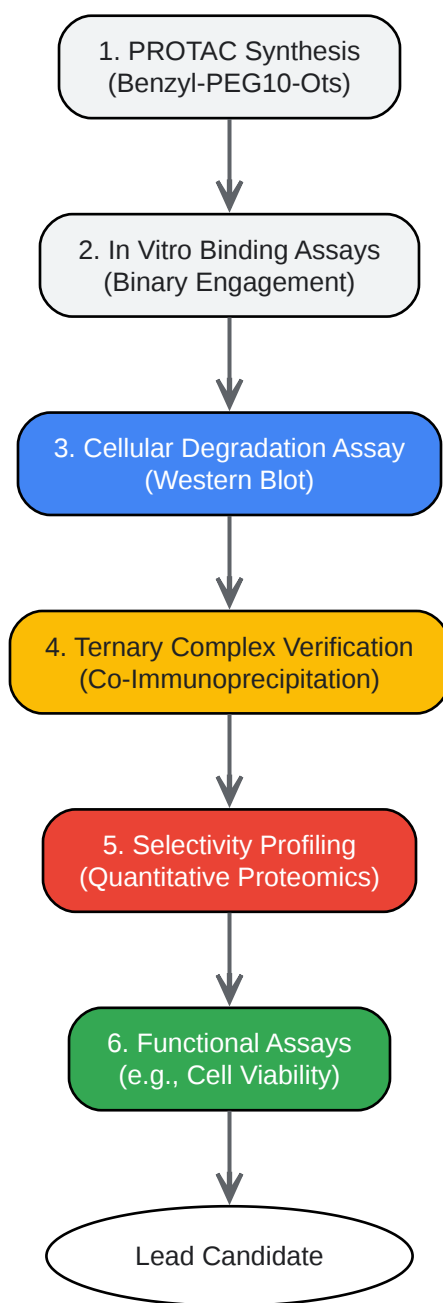 1. PROTAC Synthesis
(Benzyl-PEG10-Ots)
2. In Vitro Binding Assays
(Binary Engagement)
3. Cellular Degradation Assay
(Western Blot)
4. Ternary Complex Verification
(Co-Immunoprecipitation)
5. Selectivity Profiling
(Quantitative Proteomics)
6. Functional Assays
(e.g., Cell Viability)
Lead Candidate